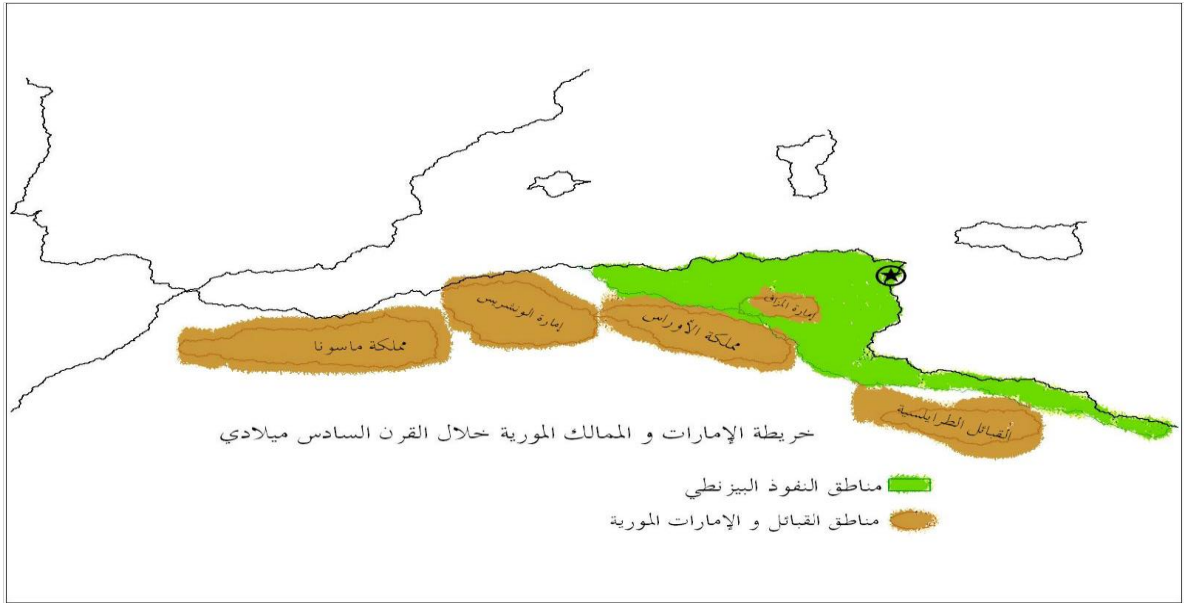 إمارة المزاق
إمارة الونشريس
مملكة الأوراس
مملكة ماسونا
القبائل الطرابلسية
خريطة الإمارات و الممالك المورية خلال القرن السادس ميلادي
مناطق النفوذ البيزنطي
مناطق القبائل و الإمارات المورية